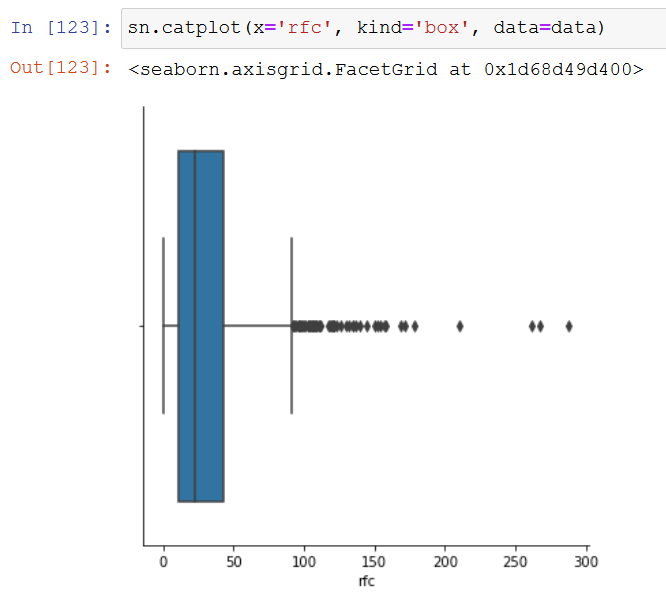 In [123]: sn.catplot(x='rfc', kind='box', data=data)
Out[123]: <seaborn.axisgrid.FacetGrid at 0x1d68d49d400>
0 50 100 150 200 250 300
rfc